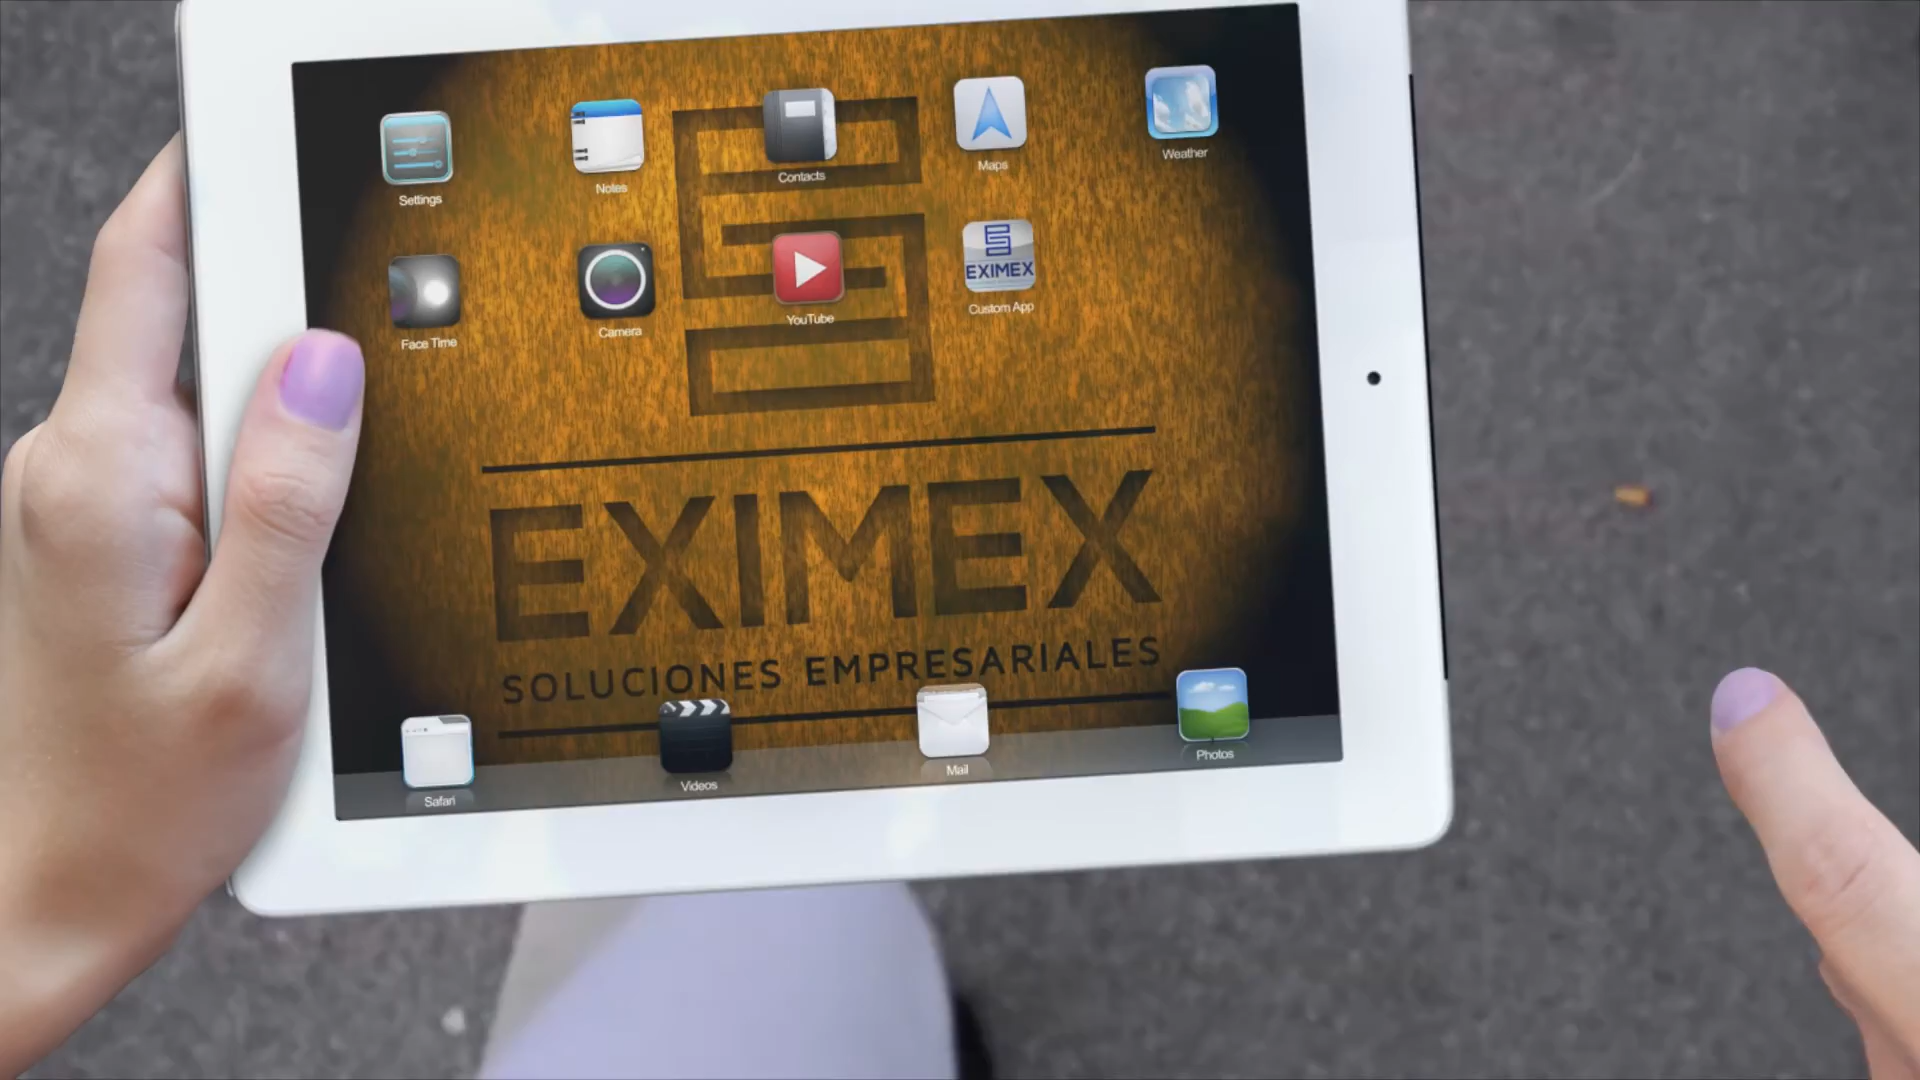 Settings
Notes
Contacts
Maps
Weather
Face Time
Camera
YouTube
EXIMEX
Custom App
EXIMEX
SOLUCIONES EMPRESARIALES
Safari
Videos
Mail
Photos